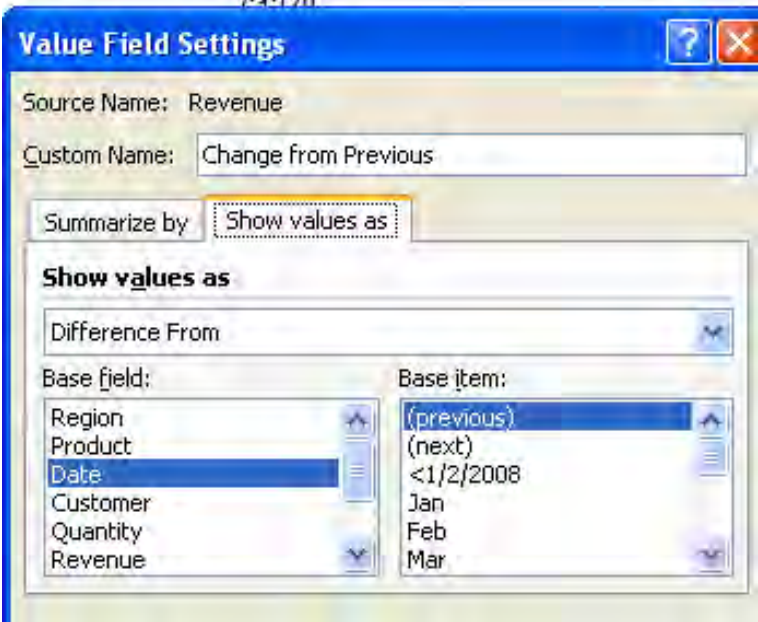 Value Field Settings
?
Source Name: Revenue
Custom Name: Change from Previous
Summarize by Show values as
Show values as
Difference From
Base field: Base item:
Region
Product
Date
Customer
Quantity
Revenue
(previous)
(next)
<1/2/2008
Jan
Feb
Mar